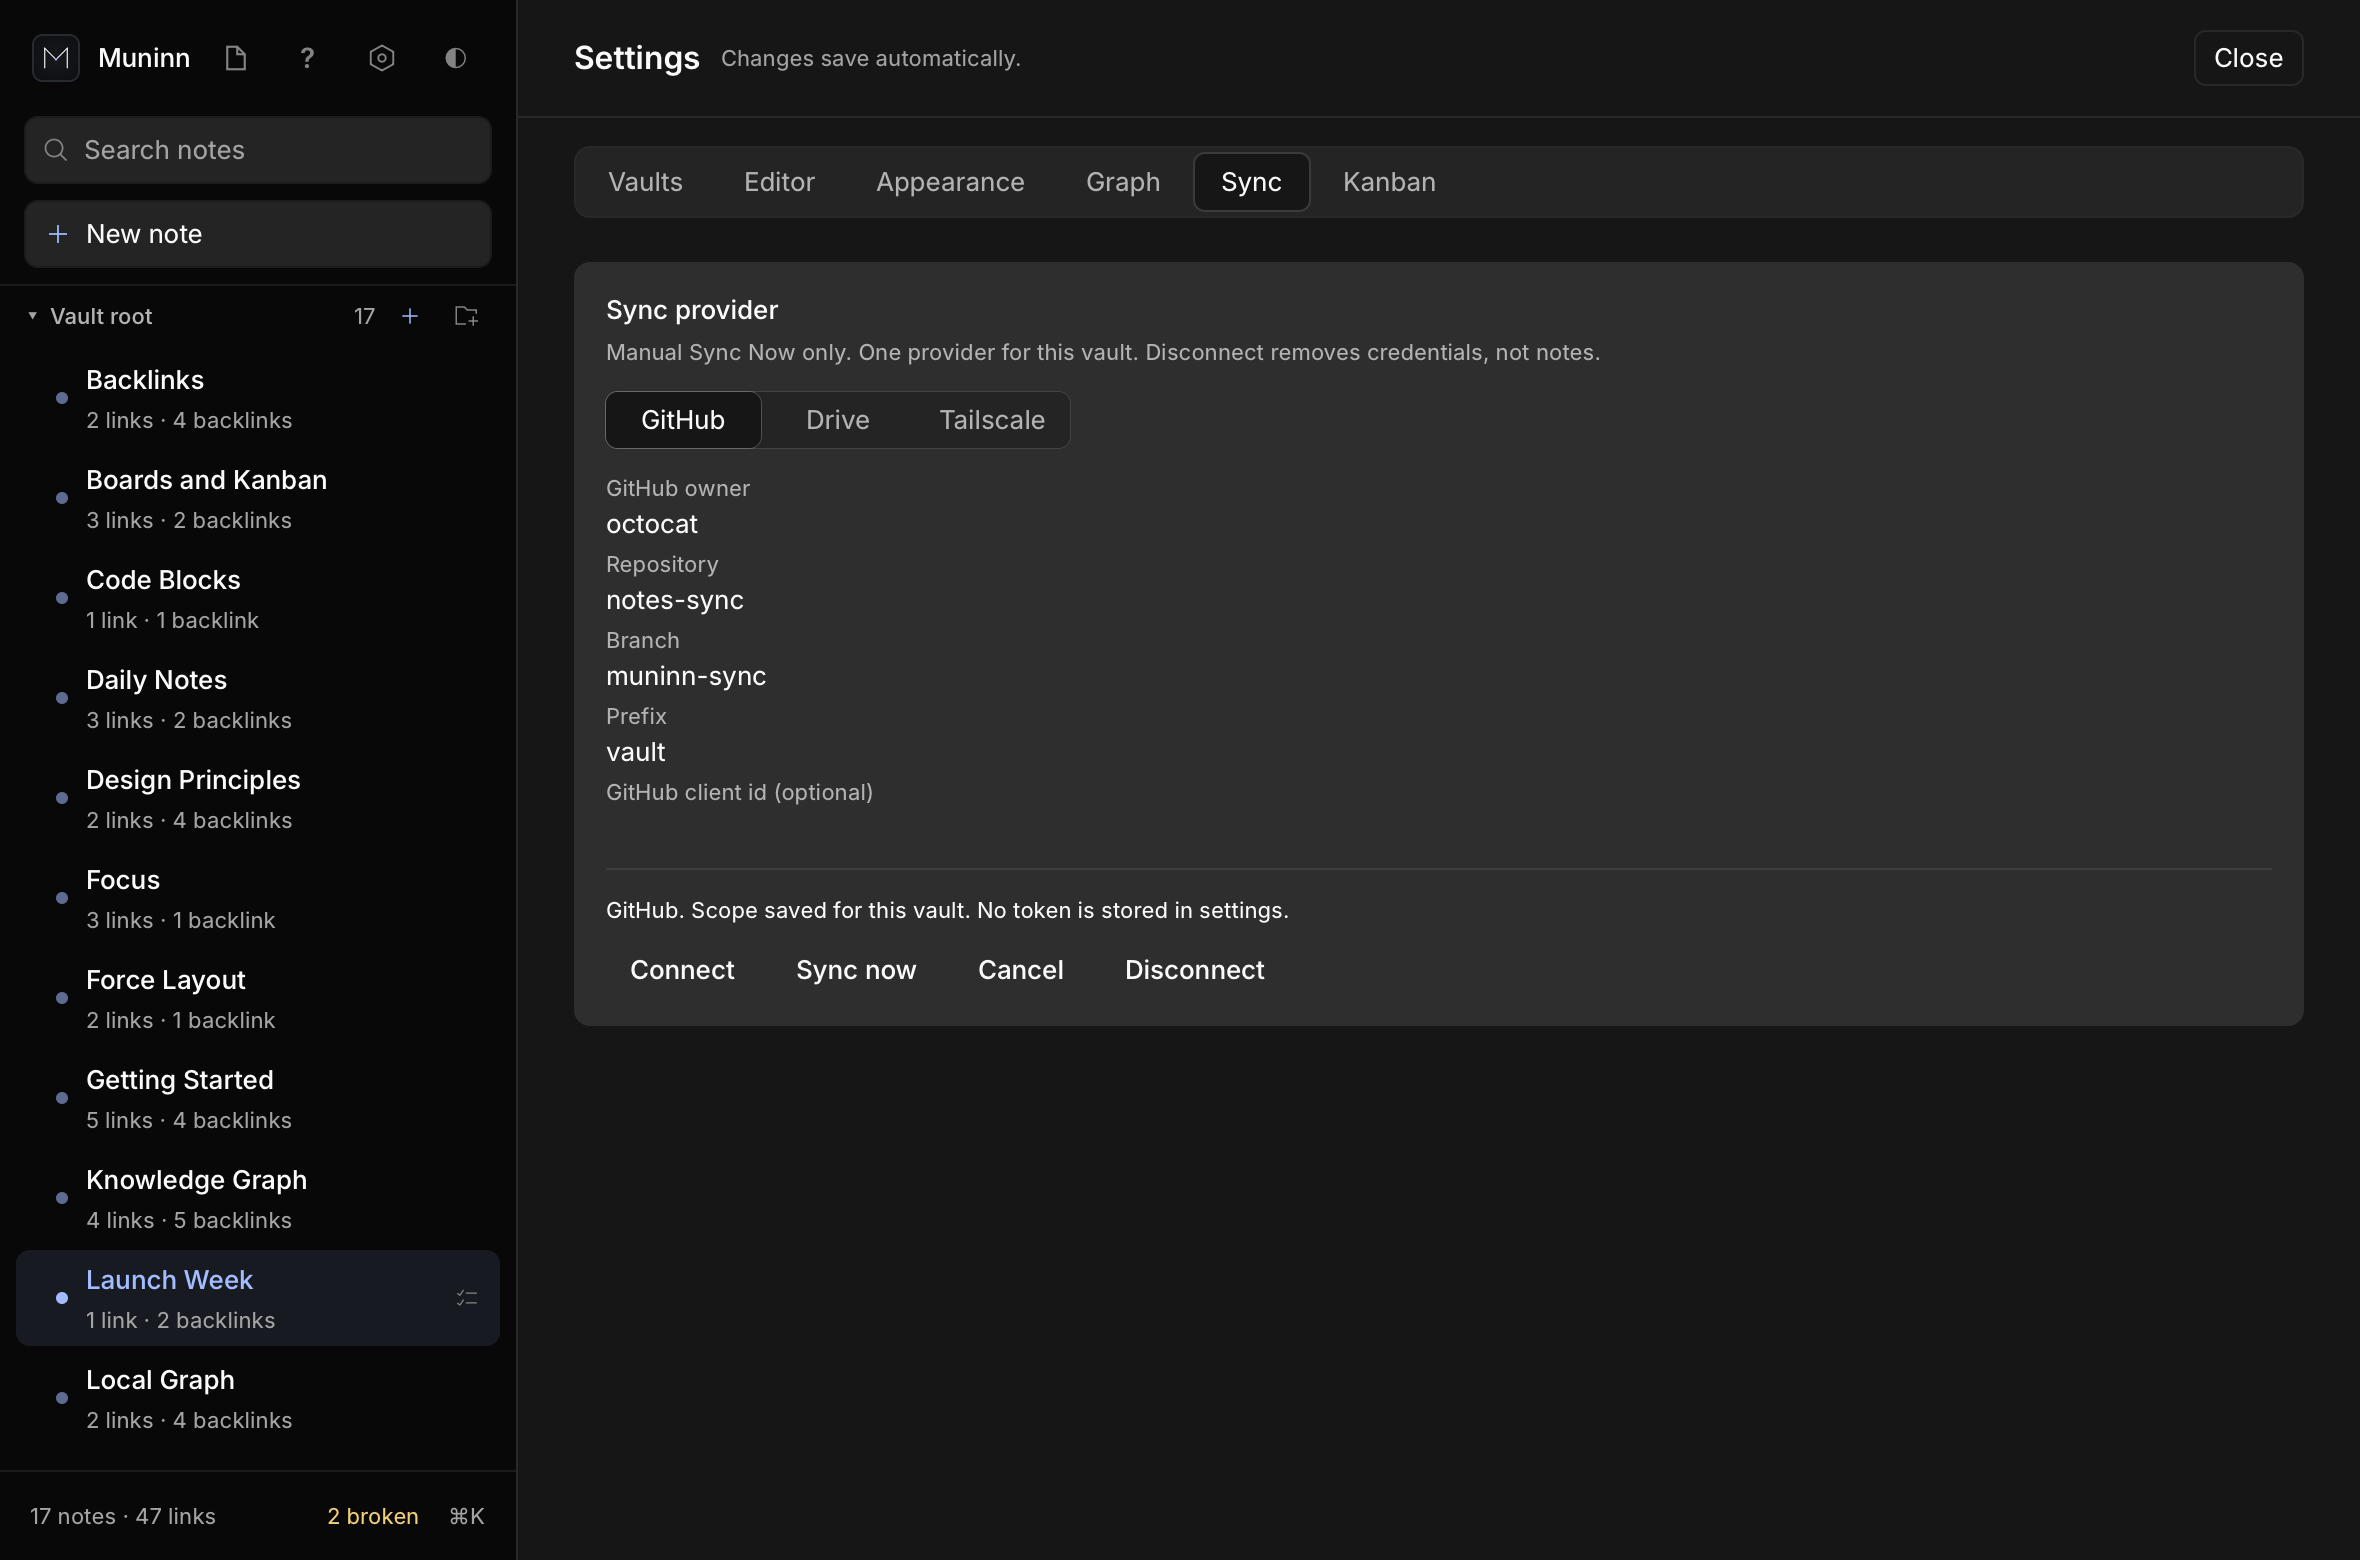 Muninn
?
Search notes
New note
Vault root 17
Backlinks
2 links · 4 backlinks
Boards and Kanban
3 links · 2 backlinks
Code Blocks
1 link · 1 backlink
Daily Notes
3 links · 2 backlinks
Design Principles
2 links · 4 backlinks
Focus
3 links · 1 backlink
Force Layout
2 links · 1 backlink
Getting Started
5 links · 4 backlinks
Knowledge Graph
4 links · 5 backlinks
Launch Week
1 link · 2 backlinks
Local Graph
2 links · 4 backlinks
17 notes · 47 links 2 broken ⌘K
Settings Changes save automatically. Close
Vaults Editor Appearance Graph Sync Kanban
Sync provider
Manual Sync Now only. One provider for this vault. Disconnect removes credentials, not notes.
GitHub Drive Tailscale
GitHub owner
octocat
Repository
notes-sync
Branch
muninn-sync
Prefix
vault
GitHub client id (optional)
GitHub. Scope saved for this vault. No token is stored in settings.
Connect Sync now Cancel Disconnect